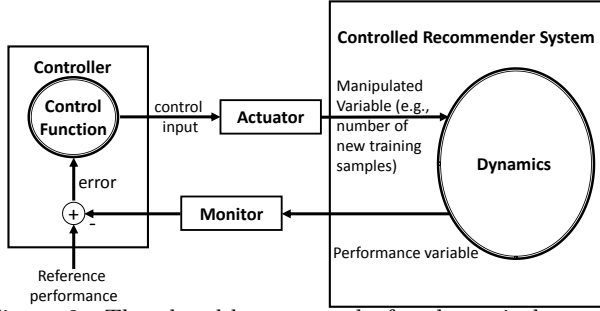 Controlled Recommender System
Controller
Control
Function
control
input
Actuator
Manipulated
Variable (e.g.,
number of
new training
samples)
Dynamics
error
+
-
Monitor
Performance variable
Reference
performance